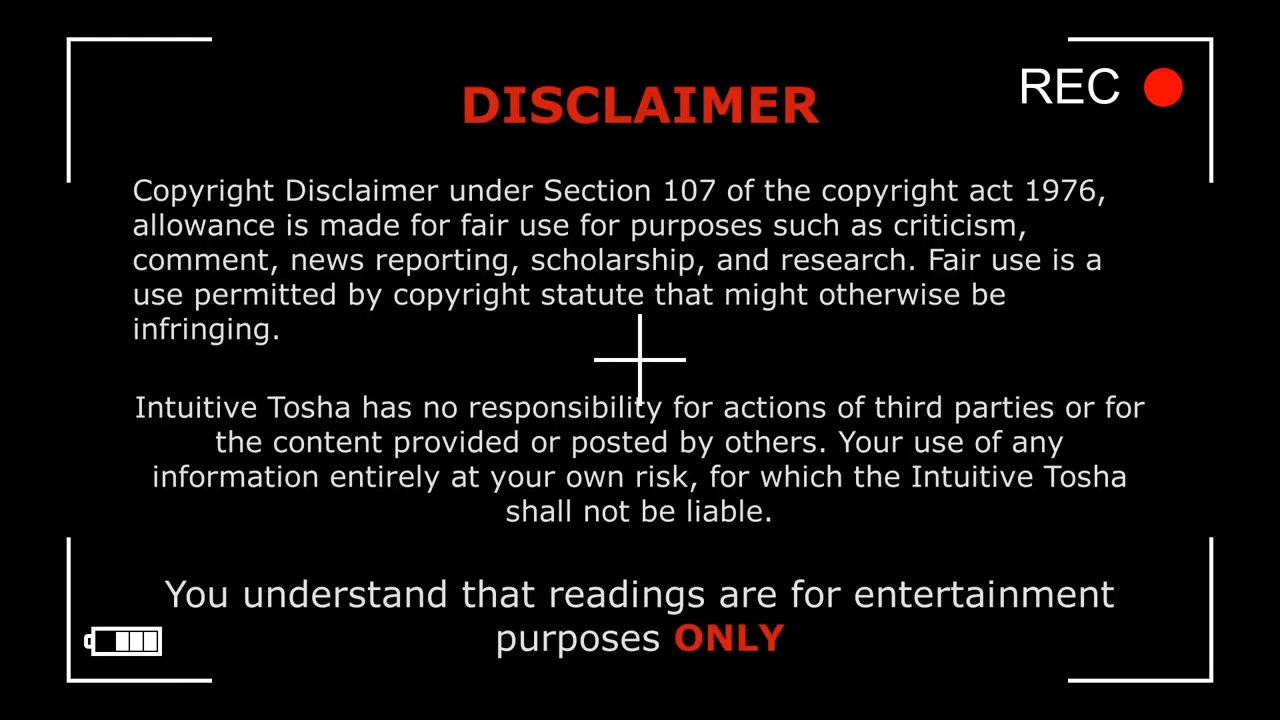 REC
DISCLAIMER
Copyright Disclaimer under Section 107 of the copyright act 1976,
allowance is made for fair use for purposes such as criticism,
comment, news reporting, scholarship, and research. Fair use is a
use permitted by copyright statute that might otherwise be
infringing.
Intuitive Tosha has no responsibility for actions of third parties or for
the content provided or posted by others. Your use of any
information entirely at your own risk, for which the Intuitive Tosha
shall not be liable.
You understand that readings are for entertainment
purposes ONLY